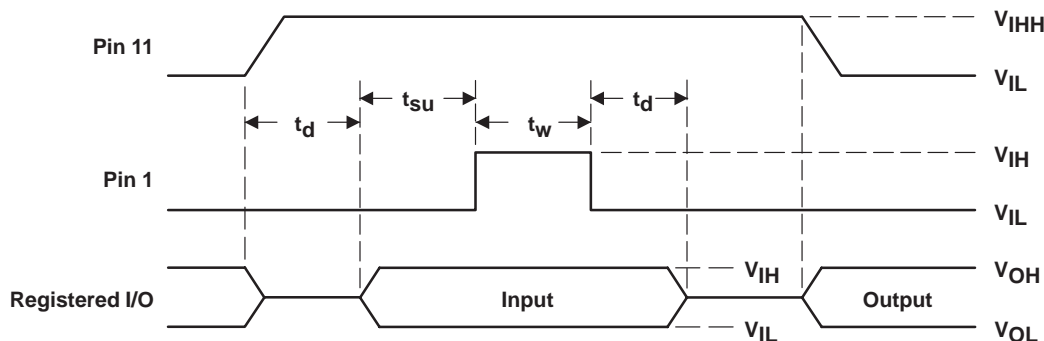 V_IHH
Pin 11
V_IL
t_su
t_d
t_d
t_w
V_IH
Pin 1
V_IL
V_IH
V_OH
Registered I/O
Input
Output
V_IL
V_OL